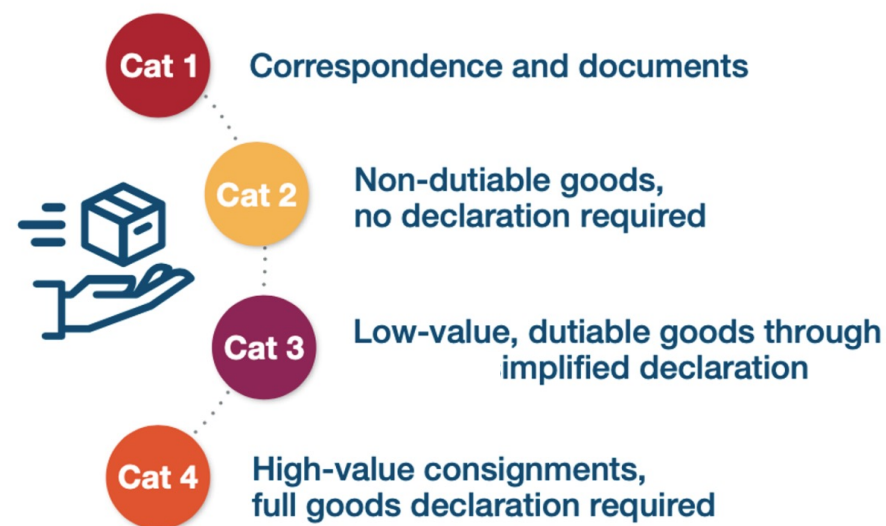 Cat 1
Correspondence and documents
Cat 2
Non-dutiable goods,
no declaration required
Cat 3
Low-value, dutiable goods through
implified declaration
Cat 4
High-value consignments,
full goods declaration required